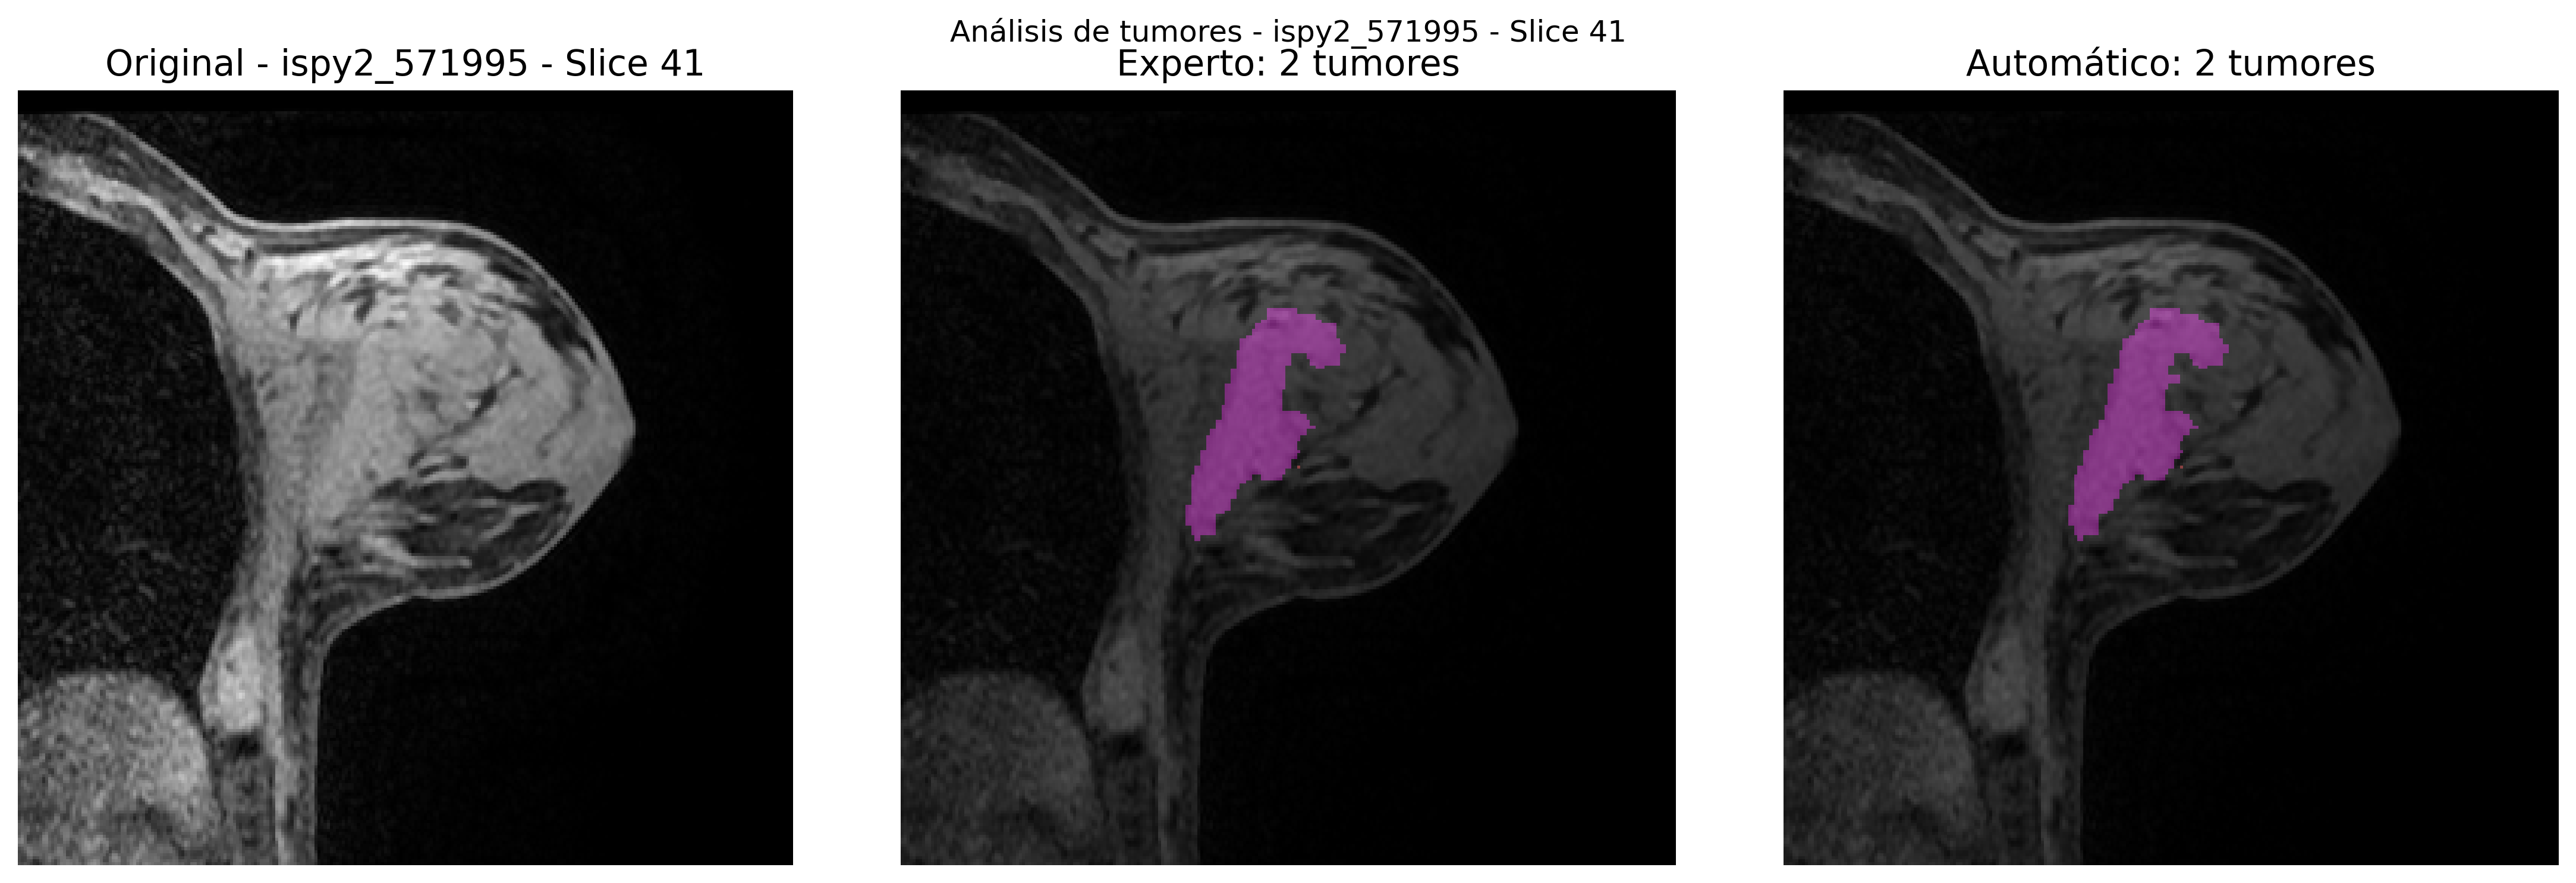 Análisis de tumores - ispy2_571995 - Slice 41
Original - ispy2_571995 - Slice 41
Experto: 2 tumores
Automático: 2 tumores